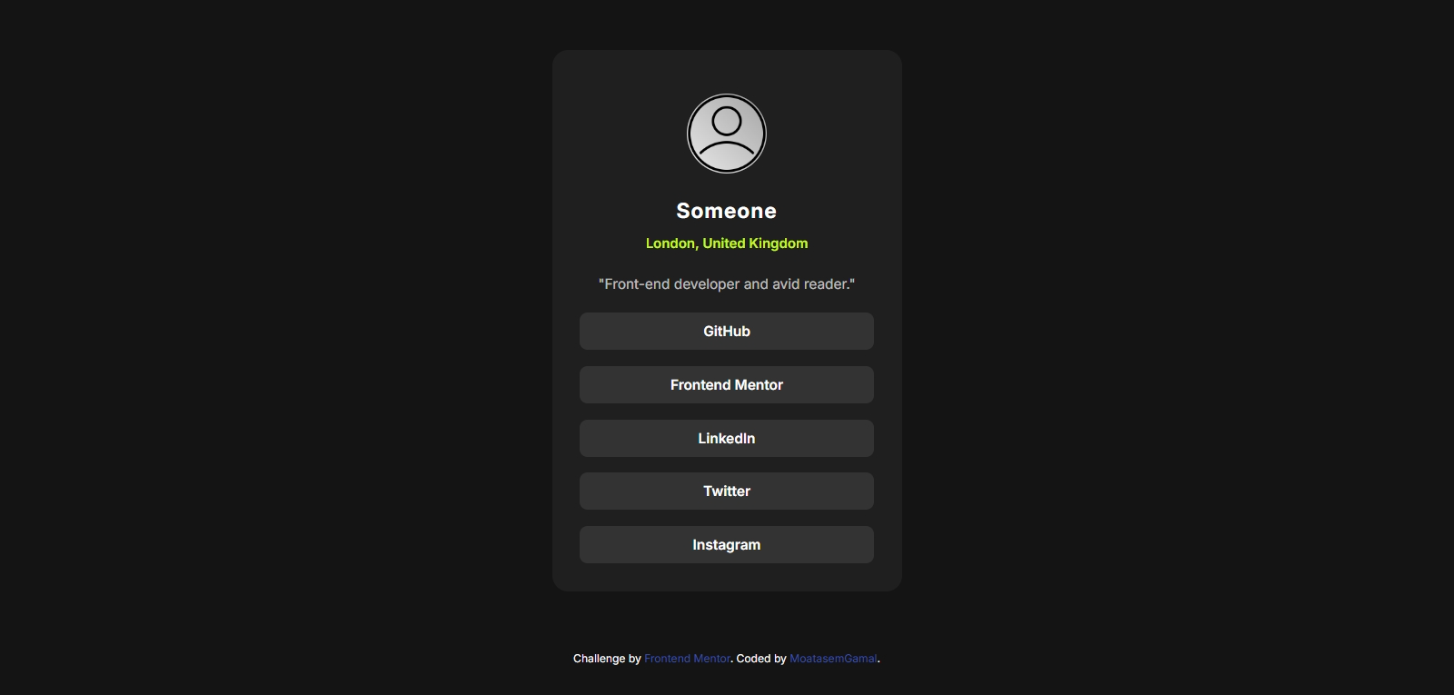 Someone
London, United Kingdom
"Front-end developer and avid reader."
GitHub
Frontend Mentor
LinkedIn
Twitter
Instagram
Challenge by Frontend Mentor. Coded by MoatasemGamal.